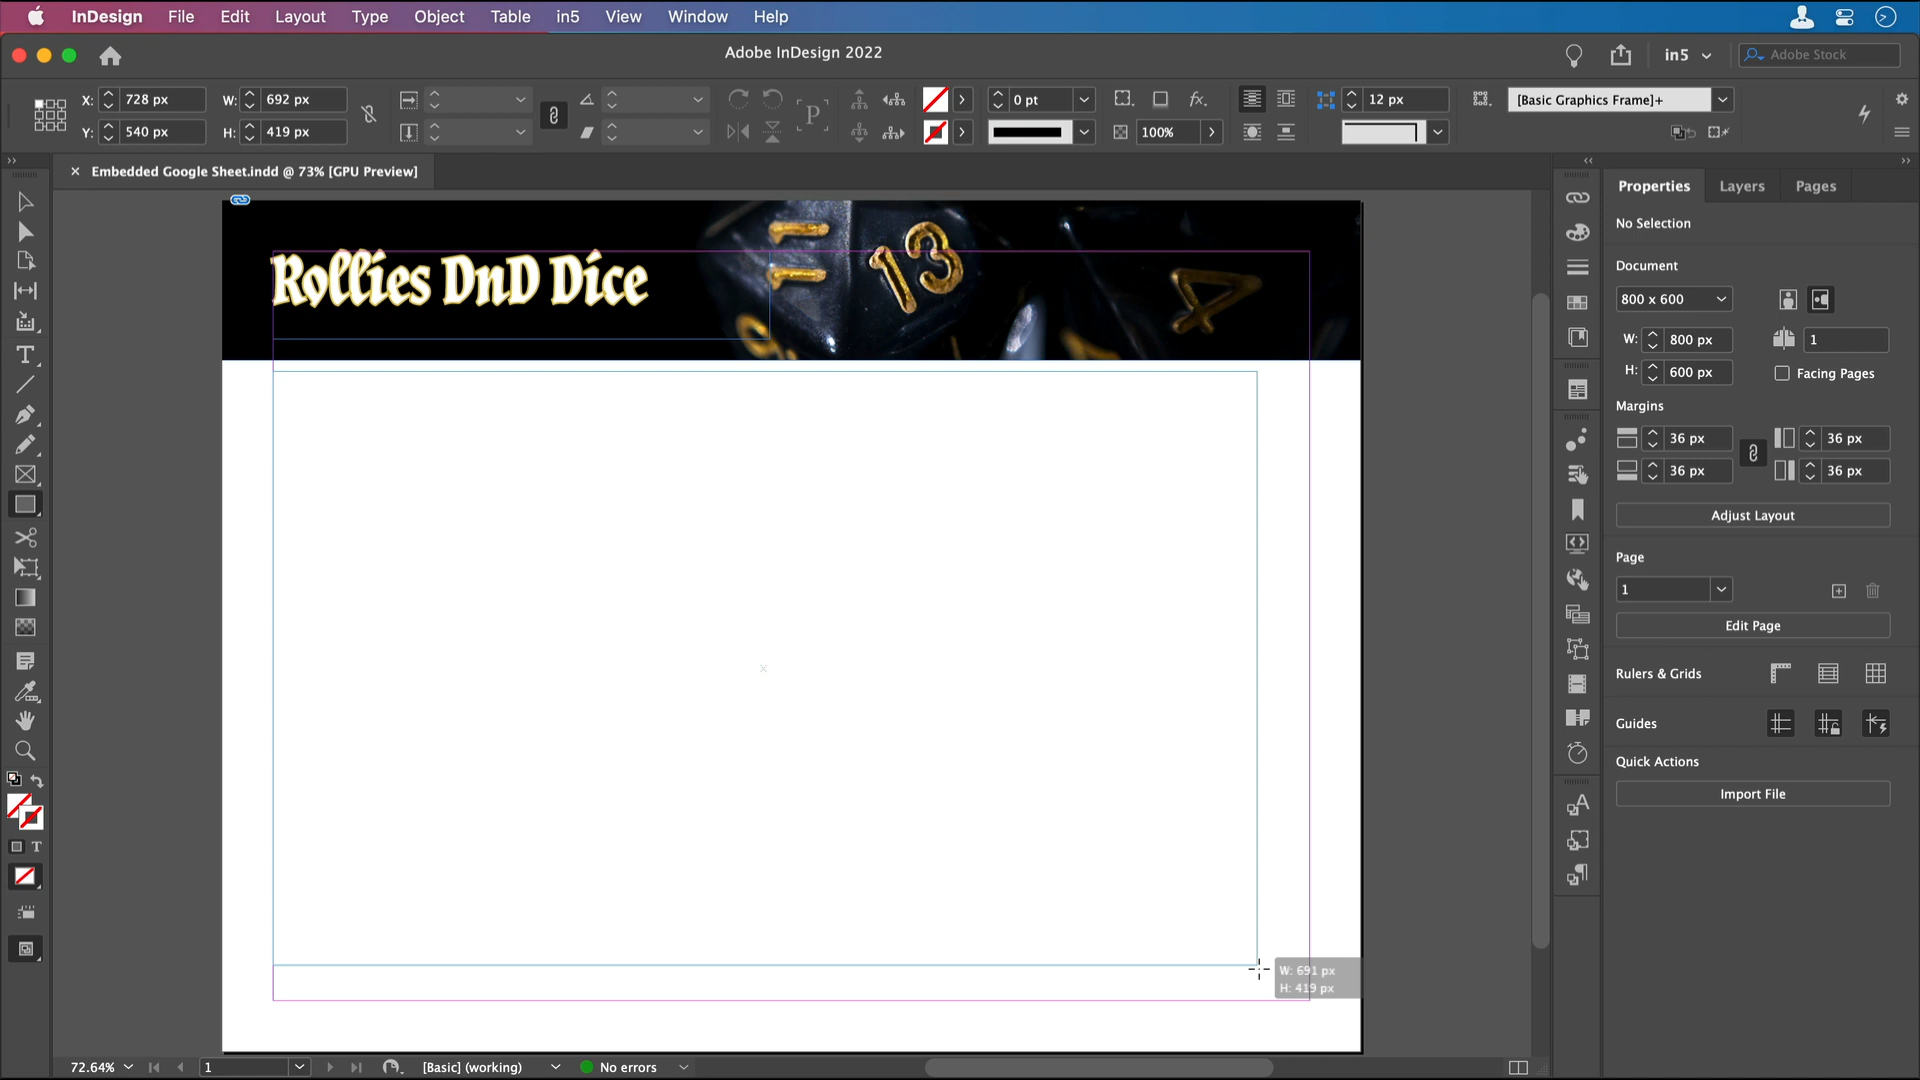 InDesign File Edit Layout Type Object Table in5 View Window Help
Adobe InDesign 2022
in5
Adobe Stock
X: 728 px W: 692 px
0 pt
12 px
[Basic Graphics Frame]+
Y: 540 px H: 419 px
100%
P
fx.
× Embedded Google Sheet.indd @ 73% [GPU Preview]
Rollies DnD Dice
13
4
W: 691 px
H: 419 px
T
T
Properties Layers Pages
No Selection
Document
800 x 600
W: 800 px
1
H: 600 px
Facing Pages
Margins
36 px
36 px
36 px
36 px
Adjust Layout
Page
1
Edit Page
Rulers & Grids
Guides
Quick Actions
Import File
A
72.64%
1
[Basic] (working)
No errors